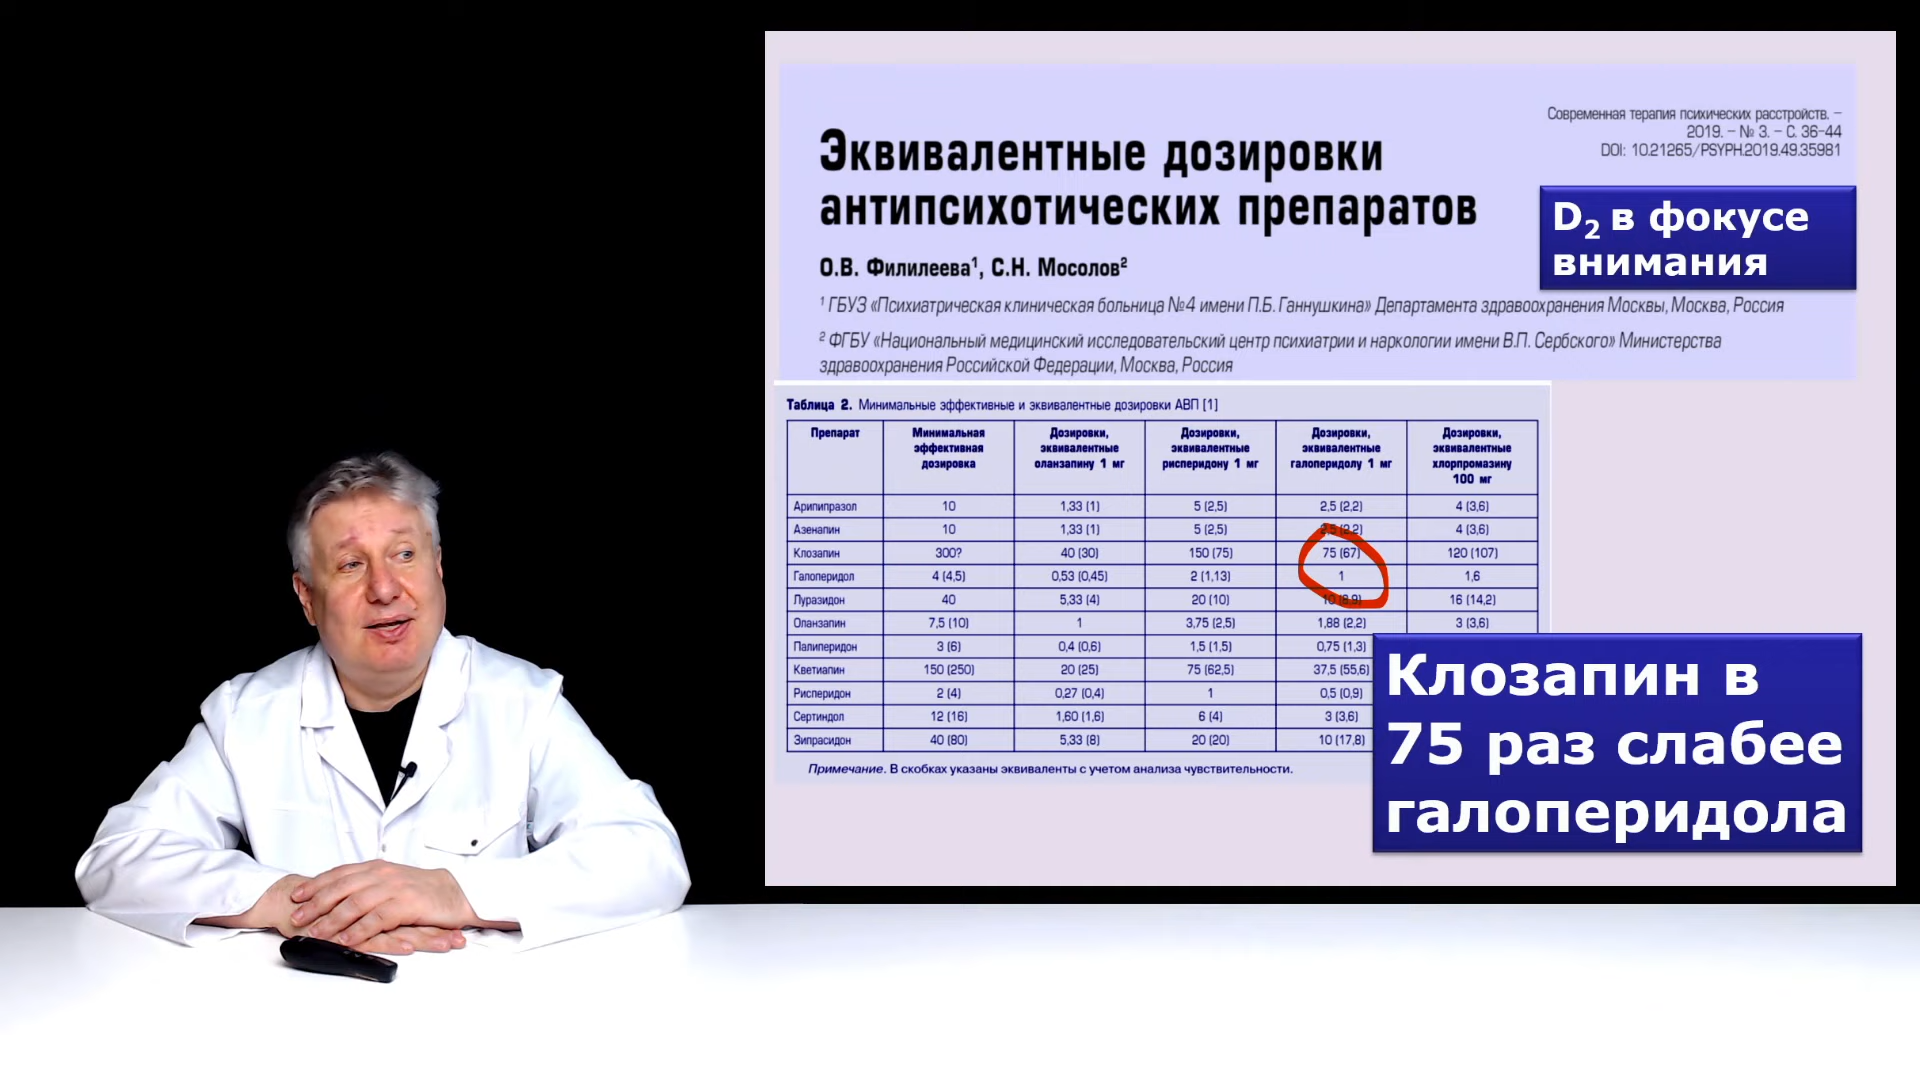 Современная терапия психических расстройств. –
2019. – № 3. – С. 36-44
DOI: 10.21265/PSYPH.2019.49.35981
Эквивалентные дозировки
антипсихотических препаратов
D2 в фокусе
внимания
О.В. Филилеева¹, С.Н. Мосолов²
¹ ГБУЗ «Психиатрическая клиническая больница №4 имени П.Б. Ганнушкина» Департамента здравоохранения Москвы, Москва, Россия
² ФГБУ «Национальный медицинский исследовательский центр психиатрии и наркологии имени В.П. Сербского» Министерства
здравоохранения Российской Федерации, Москва, Россия
Таблица 2. Минимальные эффективные и эквивалентные дозировки АВП [1]
Препарат Минимальная эффективная дозировка Дозировки, эквивалентные оланзапину 1 мг Дозировки, эквивалентные рисперидону 1 мг Дозировки, эквивалентные галоперидолу 1 мг Дозировки, эквивалентные хлорпромазину 100 мг
Арипипразол 10 1,33 (1) 5 (2,5) 2,5 (2,2) 4 (3,6)
Азенапин 10 1,33 (1) 5 (2,5) 2,5 (2,2) 4 (3,6)
Клозапин 300? 40 (30) 150 (75) 75 (67) 120 (107)
Галоперидол 4 (4,5) 0,53 (0,45) 2 (1,13) 1 1,6
Луразидон 40 5,33 (4) 20 (10) 10 (8,9) 16 (14,2)
Оланзапин 7,5 (10) 1 3,75 (2,5) 1,88 (2,2) 3 (3,6)
Палиперидон 3 (6) 0,4 (0,6) 1,5 (1,5) 0,75 (1,3)
Кветиапин 150 (250) 20 (25) 75 (62,5) 37,5 (55,6)
Рисперидон 2 (4) 0,27 (0,4) 1 0,5 (0,9)
Сертиндол 12 (16) 1,60 (1,6) 6 (4) 3 (3,6)
Зипрасидон 40 (80) 5,33 (8) 20 (20) 10 (17,8)
Примечание. В скобках указаны эквиваленты с учетом анализа чувствительности.
Клозапин в
75 раз слабее
галоперидола